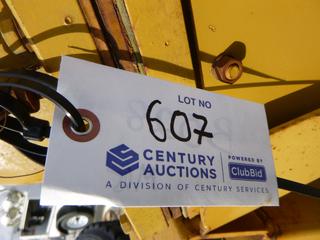 LOT NO
607
CENTURY AUCTIONS
POWERED BY
ClubBid
A DIVISION OF CENTURY SERVICES